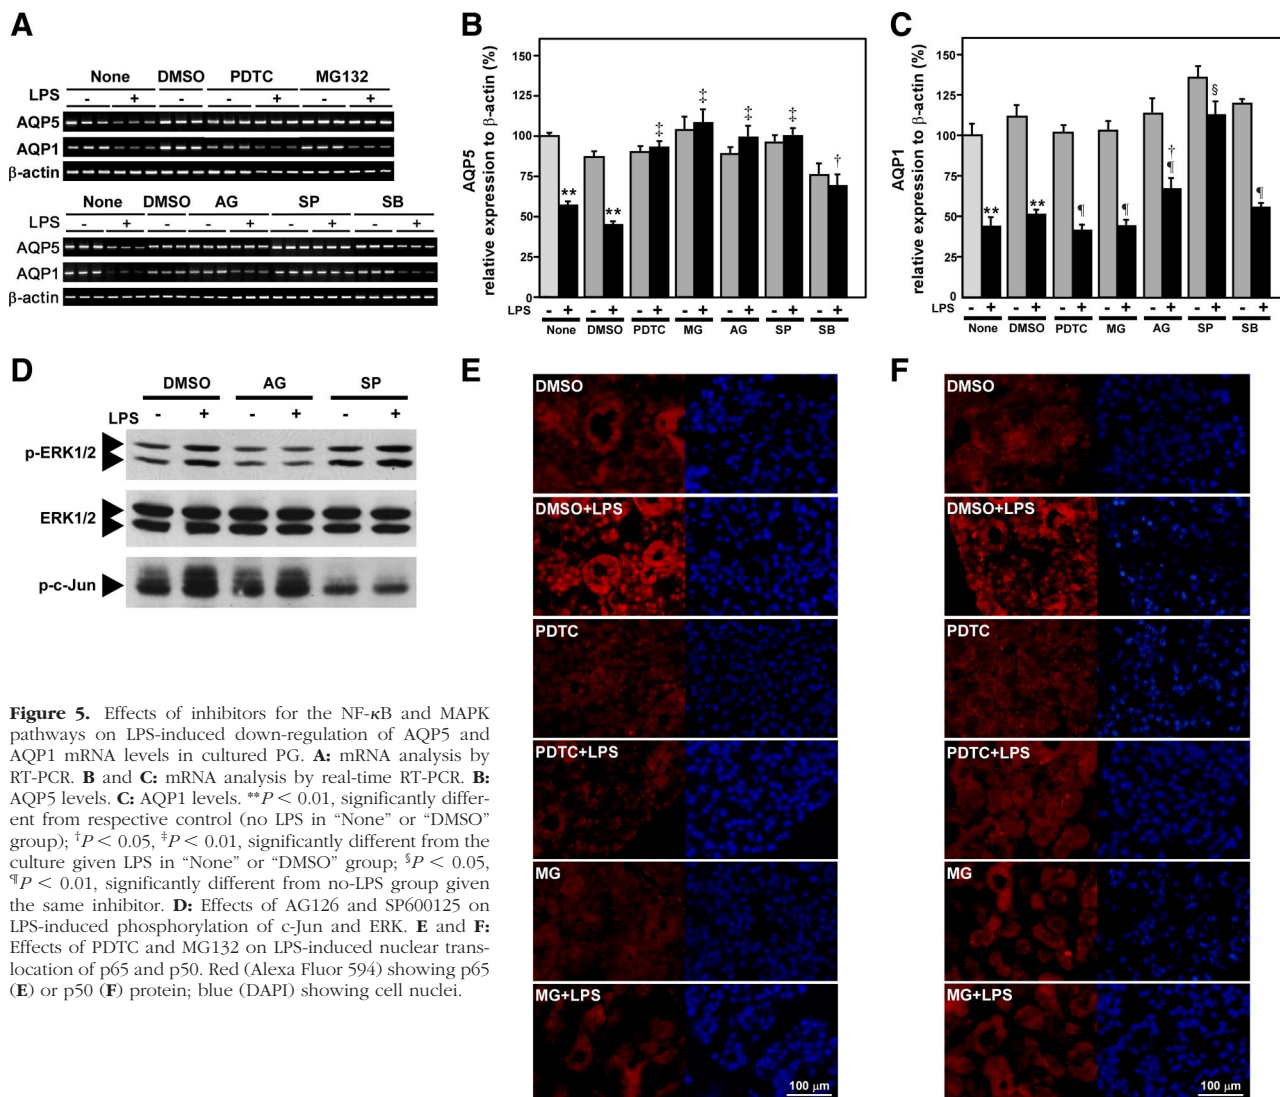 A
None DMSO PDTC MG132
LPS - + - - + - +
AQP5
AQP1
β-actin
None DMSO AG SP SB
LPS - + - - + - + - +
AQP5
AQP1
β-actin
B
AQP5
relative expression to β-actin (%)
150
125
100
75
50
25
0
** ** ‡ ‡ ‡ ‡ †
LPS - + - + - + - + - + - + - +
None DMSO PDTC MG AG SP SB
C
AQP1
relative expression to β-actin (%)
150
125
100
75
50
25
0
** ** ¶ ¶ † ¶ § ¶
LPS - + - + - + - + - + - + - +
None DMSO PDTC MG AG SP SB
D
DMSO AG SP
LPS - + - + - +
p-ERK1/2
ERK1/2
p-c-Jun
E
DMSO
DMSO+LPS
PDTC
PDTC+LPS
MG
MG+LPS
100 μm
F
DMSO
DMSO+LPS
PDTC
PDTC+LPS
MG
MG+LPS
100 μm
Figure 5. Effects of inhibitors for the NF-κB and MAPK
pathways on LPS-induced down-regulation of AQP5 and
AQP1 mRNA levels in cultured PG. A: mRNA analysis by
RT-PCR. B and C: mRNA analysis by real-time RT-PCR. B:
AQP5 levels. C: AQP1 levels. **P < 0.01, significantly differ-
ent from respective control (no LPS in “None” or “DMSO”
group); †P < 0.05, ‡P < 0.01, significantly different from the
culture given LPS in “None” or “DMSO” group; §P < 0.05,
¶P < 0.01, significantly different from no-LPS group given
the same inhibitor. D: Effects of AG126 and SP600125 on
LPS-induced phosphorylation of c-Jun and ERK. E and F:
Effects of PDTC and MG132 on LPS-induced nuclear trans-
location of p65 and p50. Red (Alexa Fluor 594) showing p65
(E) or p50 (F) protein; blue (DAPI) showing cell nuclei.